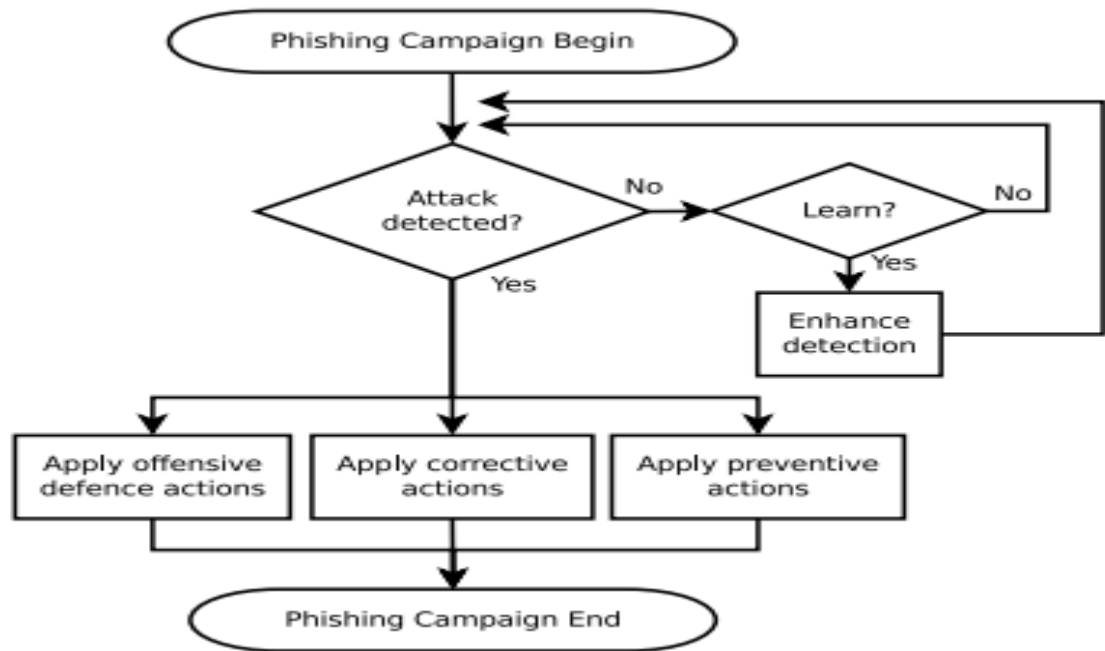 Phishing Campaign Begin
Attack
detected?
No
Learn?
No
Yes
Yes
Enhance
detection
Apply offensive
defence actions
Apply corrective
actions
Apply preventive
actions
Phishing Campaign End